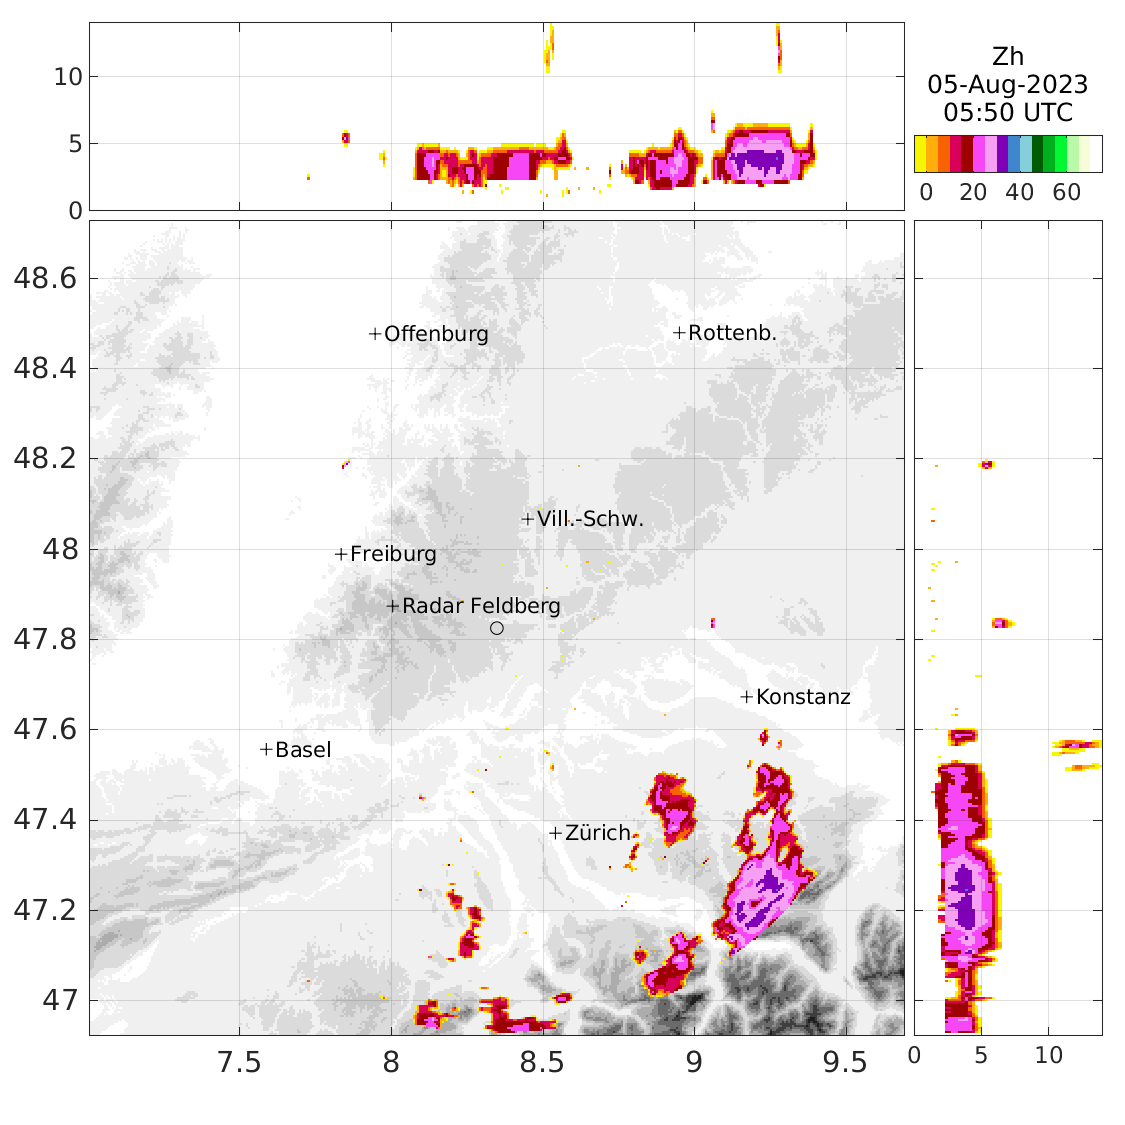 Zh
05-Aug-2023
05:50 UTC
0 20 40 60
10
5
0
48.6
+Offenburg +Rottenb.
48.4
48.2
+Vill.-Schw.
48
+Freiburg
+Radar Feldberg
47.8
+Konstanz
47.6
+Basel
47.4
+Zürich
47.2
47
7.5 8 8.5 9 9.5
0 5 10